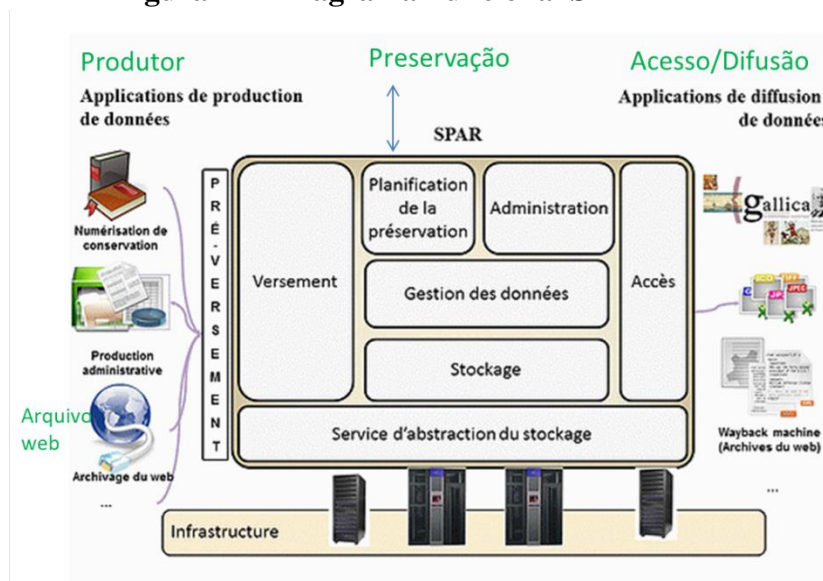 Produtor
Preservação
Acesso/Difusão
Applications de production
de données
Applications de diffusion
de données
SPAR
PRÉ-VERSEMENT
Numérisation de
conservation
Production
administrative
Arquivo
web
Archivage du web
...
Versement
Planification
de la
préservation
Administration
Gestion des données
Stockage
Accès
Service d'abstraction du stockage
gallica
Wayback machine
(Archives du web)
...
Infrastructure